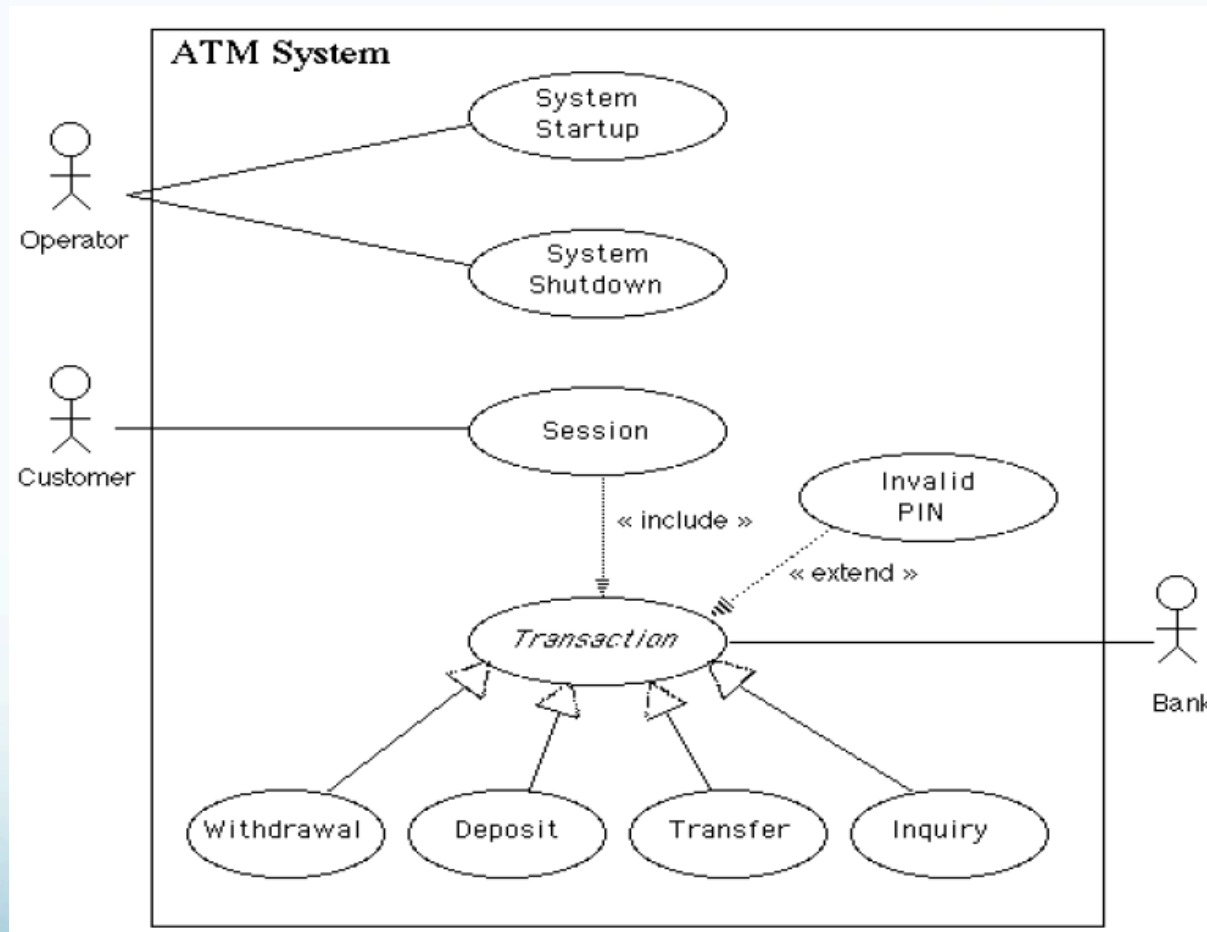 ATM System
System
Startup
Operator
System
Shutdown
Customer
Session
Invalid
PIN
« include »
« extend »
Transaction
Bank
Withdrawal
Deposit
Transfer
Inquiry